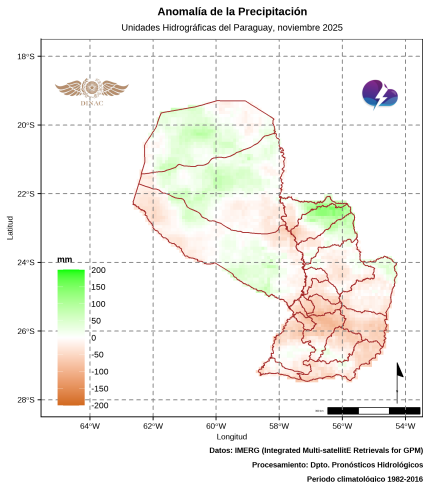 Anomalía de la Precipitación
Unidades Hidrográficas del Paraguay, noviembre 2025
18°S
20°S
22°S
24°S
26°S
28°S
Latitud
DINAC
mm
200
150
100
50
0
-50
-100
-150
-200
64°W
62°W
60°W
58°W
56°W
54°W
Longitud
Datos: IMERG (Integrated Multi-satellitE Retrievals for GPM)
Procesamiento: Dpto. Pronósticos Hidrológicos
Periodo climatológico 1982-2016